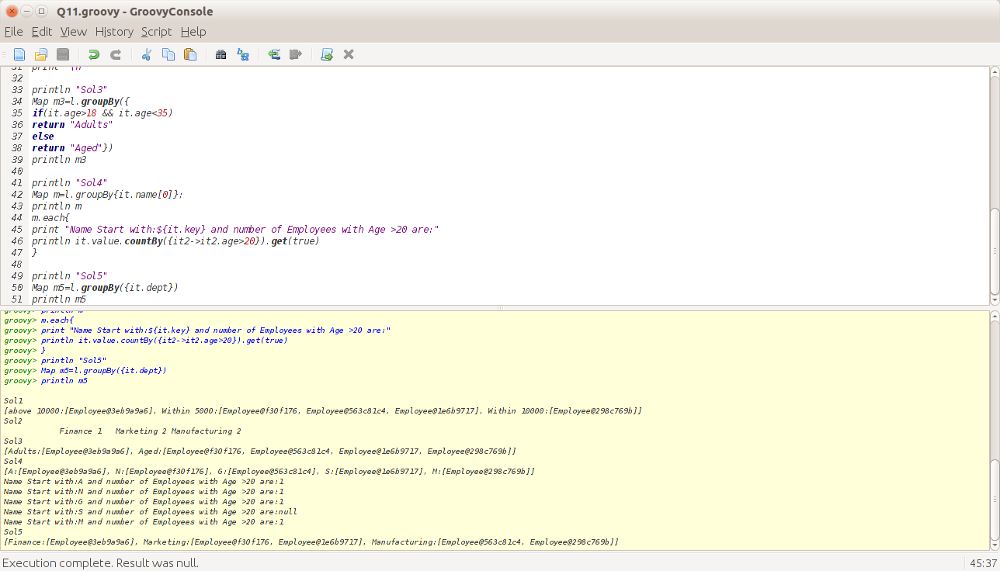 Q11.groovy - GroovyConsole
File Edit View History Script Help
31 print "\n"
32
33 println "Sol3"
34 Map m3=l.groupBy({
35 if(it.age>18 && it.age<35)
36 return "Adults"
37 else
38 return "Aged"})
39 println m3
40
41 println "Sol4"
42 Map m=l.groupBy{it.name[0]};
43 println m
44 m.each{
45 print "Name Start with:${it.key} and number of Employees with Age >20 are:"
46 println it.value.countBy({it2->it2.age>20}).get(true)
47 }
48
49 println "Sol5"
50 Map m5=l.groupBy({it.dept})
51 println m5
groovy> println m
groovy> m.each{
groovy> print "Name Start with:${it.key} and number of Employees with Age >20 are:"
groovy> println it.value.countBy({it2->it2.age>20}).get(true)
groovy> }
groovy> println "Sol5"
groovy> Map m5=l.groupBy({it.dept})
groovy> println m5
Sol1
[above 10000:[Employee@3eb9a9a6], Within 5000:[Employee@f30f176, Employee@563c81c4, Employee@1e6b9717], Within 10000:[Employee@298c769b]]
Sol2
Finance 1 Marketing 2 Manufacturing 2
Sol3
[Adults:[Employee@3eb9a9a6], Aged:[Employee@f30f176, Employee@563c81c4, Employee@1e6b9717, Employee@298c769b]]
Sol4
[A:[Employee@3eb9a9a6], N:[Employee@f30f176], G:[Employee@563c81c4], S:[Employee@1e6b9717], M:[Employee@298c769b]]
Name Start with:A and number of Employees with Age >20 are:1
Name Start with:N and number of Employees with Age >20 are:1
Name Start with:G and number of Employees with Age >20 are:1
Name Start with:S and number of Employees with Age >20 are:null
Name Start with:M and number of Employees with Age >20 are:1
Sol5
[Finance:[Employee@3eb9a9a6], Marketing:[Employee@f30f176, Employee@1e6b9717], Manufacturing:[Employee@563c81c4, Employee@298c769b]]
Execution complete. Result was null.
45:37